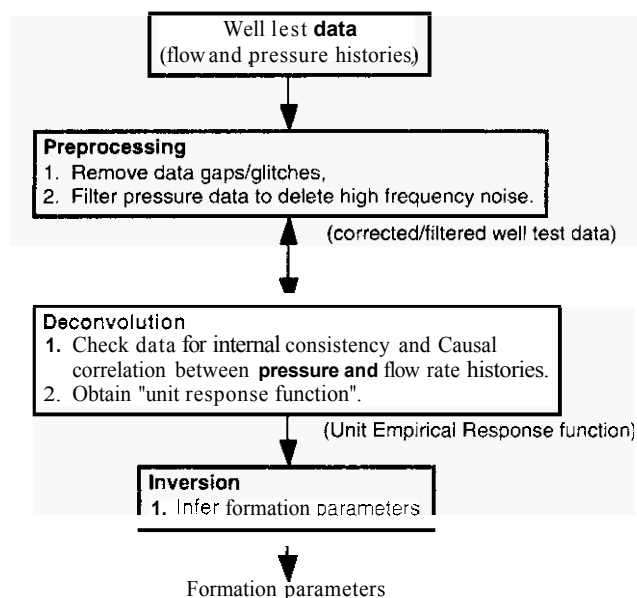 Well lest data
(flow and pressure histories)
Preprocessing
1. Remove data gaps/glitches,
2. Filter pressure data to delete high frequency noise.
(corrected/filtered well test data)
Deconvolution
1. Check data for internal consistency and Causal
correlation between pressure and flow rate histories.
2. Obtain "unit response function".
(Unit Empirical Response function)
Inversion
1. Infer formation parameters
Formation parameters